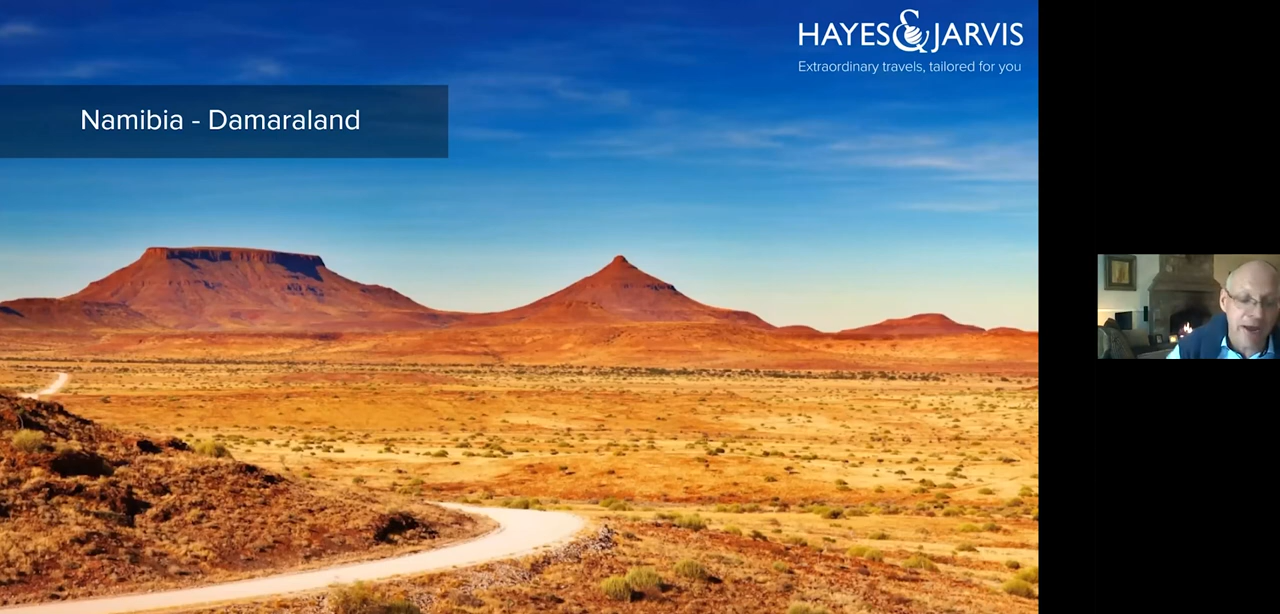 HAYES & JARVIS
Extraordinary travels, tailored for you
Namibia - Damaraland